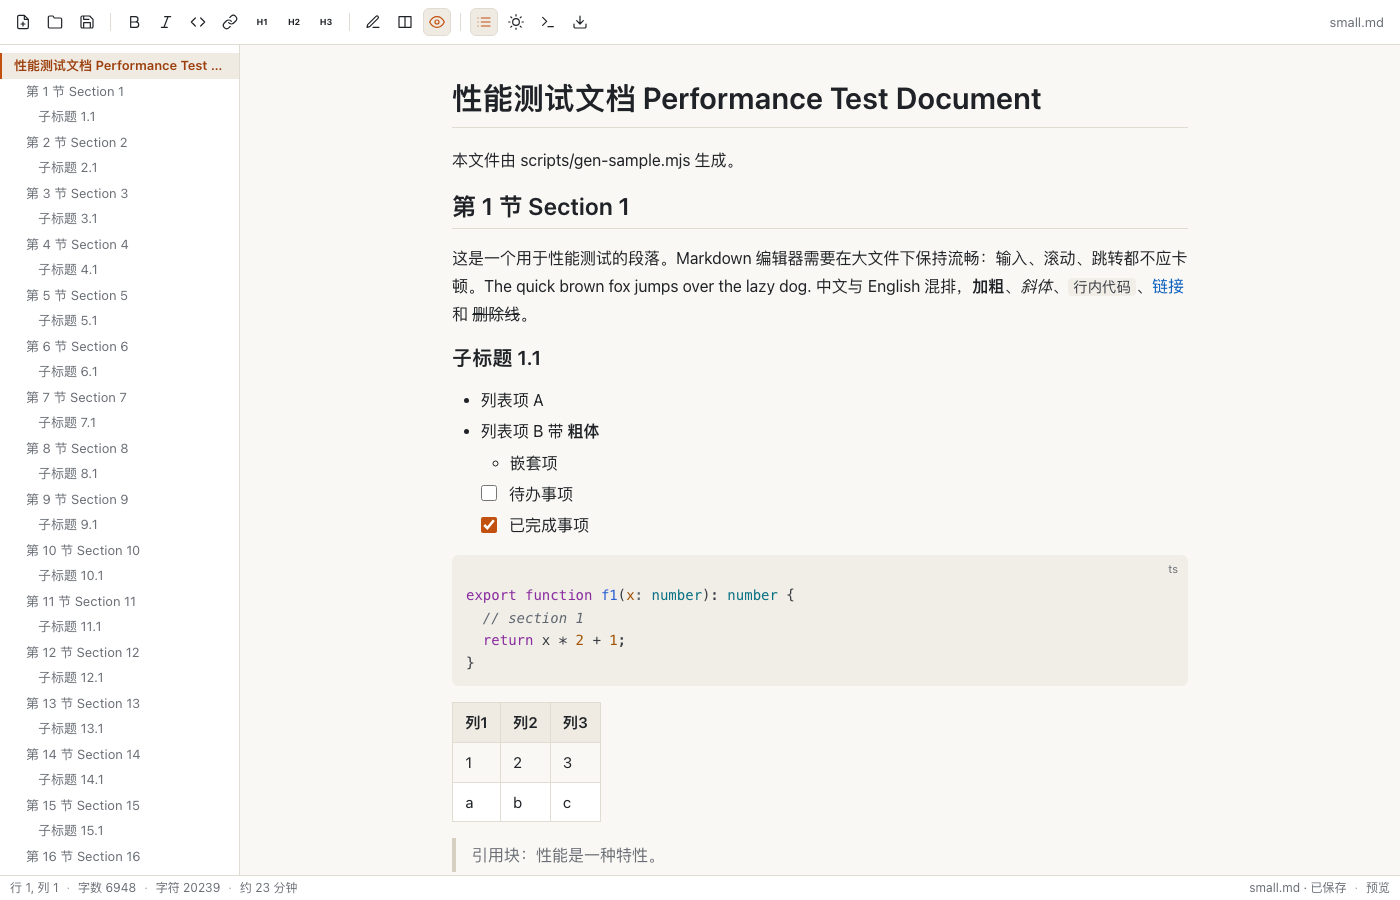 H1 H2 H3
small.md
性能测试文档 Performance Test ...
第 1 节 Section 1
子标题 1.1
第 2 节 Section 2
子标题 2.1
第 3 节 Section 3
子标题 3.1
第 4 节 Section 4
子标题 4.1
第 5 节 Section 5
子标题 5.1
第 6 节 Section 6
子标题 6.1
第 7 节 Section 7
子标题 7.1
第 8 节 Section 8
子标题 8.1
第 9 节 Section 9
子标题 9.1
第 10 节 Section 10
子标题 10.1
第 11 节 Section 11
子标题 11.1
第 12 节 Section 12
子标题 12.1
第 13 节 Section 13
子标题 13.1
第 14 节 Section 14
子标题 14.1
第 15 节 Section 15
子标题 15.1
第 16 节 Section 16
性能测试文档 Performance Test Document
本文件由 scripts/gen-sample.mjs 生成。
第 1 节 Section 1
这是一个用于性能测试的段落。Markdown 编辑器需要在大文件下保持流畅：输入、滚动、跳转都不应卡
顿。The quick brown fox jumps over the lazy dog. 中文与 English 混排，加粗、斜体、行内代码、链接
和 删除线。
子标题 1.1
列表项 A
列表项 B 带 粗体
嵌套项
待办事项
已完成事项
ts
export function f1(x: number): number {
// section 1
return x * 2 + 1;
}
列1 列2 列3
1 2 3
a b c
引用块：性能是一种特性。
行 1, 列 1 · 字数 6948 · 字符 20239 · 约 23 分钟
small.md · 已保存 · 预览